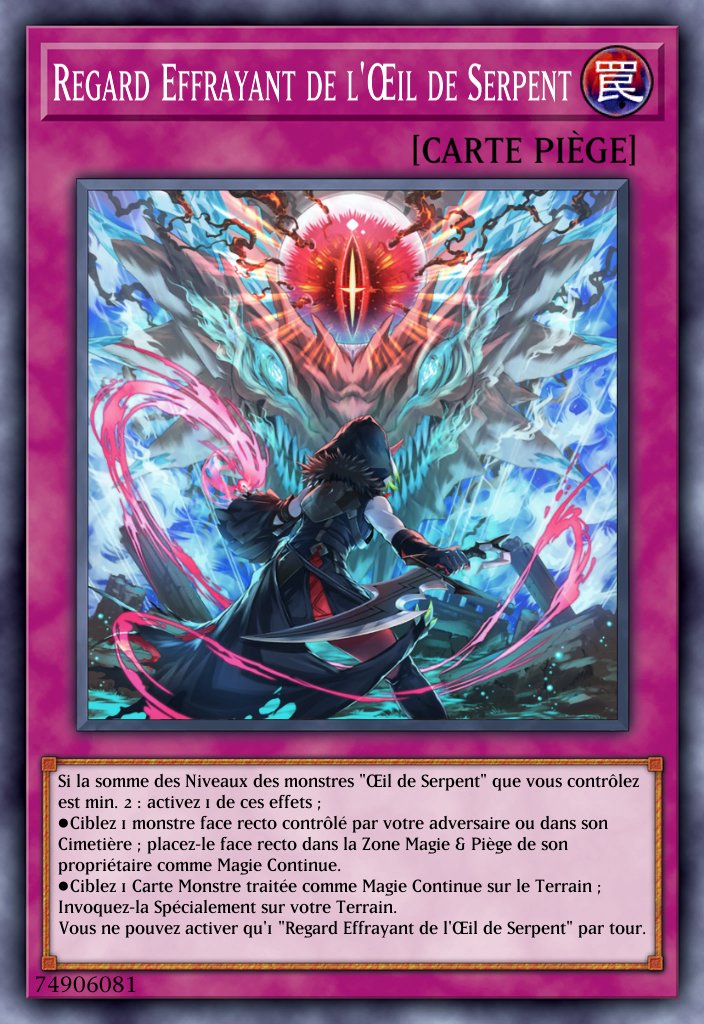 Regard Effrayant de l'Œil de Serpent
罠
[CARTE PIÈGE]
Si la somme des Niveaux des monstres "Œil de Serpent" que vous contrôlez
est min. 2 : activez 1 de ces effets ;
●Ciblez 1 monstre face recto contrôlé par votre adversaire ou dans son
Cimetière ; placez-le face recto dans la Zone Magie & Piège de son
propriétaire comme Magie Continue.
●Ciblez 1 Carte Monstre traitée comme Magie Continue sur le Terrain ;
Invoquez-la Spécialement sur votre Terrain.
Vous ne pouvez activer qu'1 "Regard Effrayant de l'Œil de Serpent" par tour.
74906081